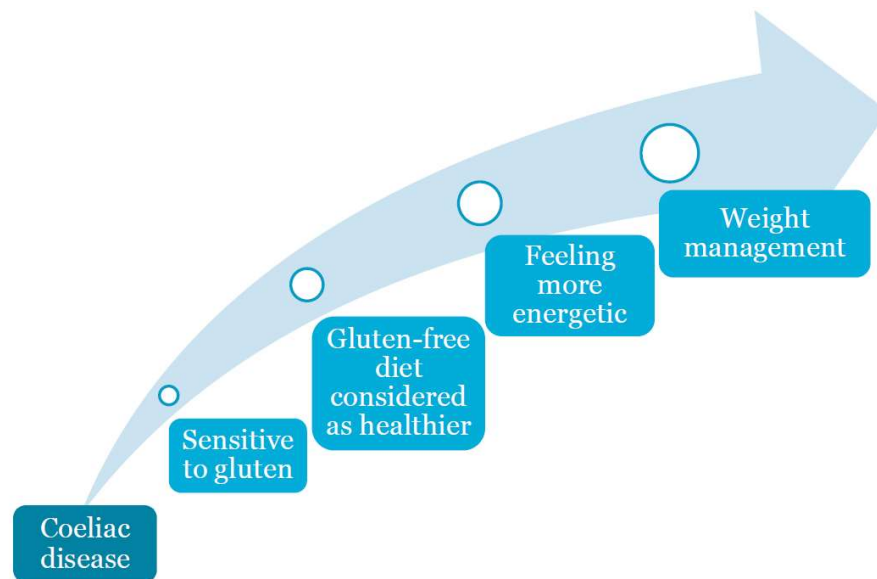 Coeliac
disease
Sensitive
to gluten
Gluten-free
diet
considered
as healthier
Feeling
more
energetic
Weight
management